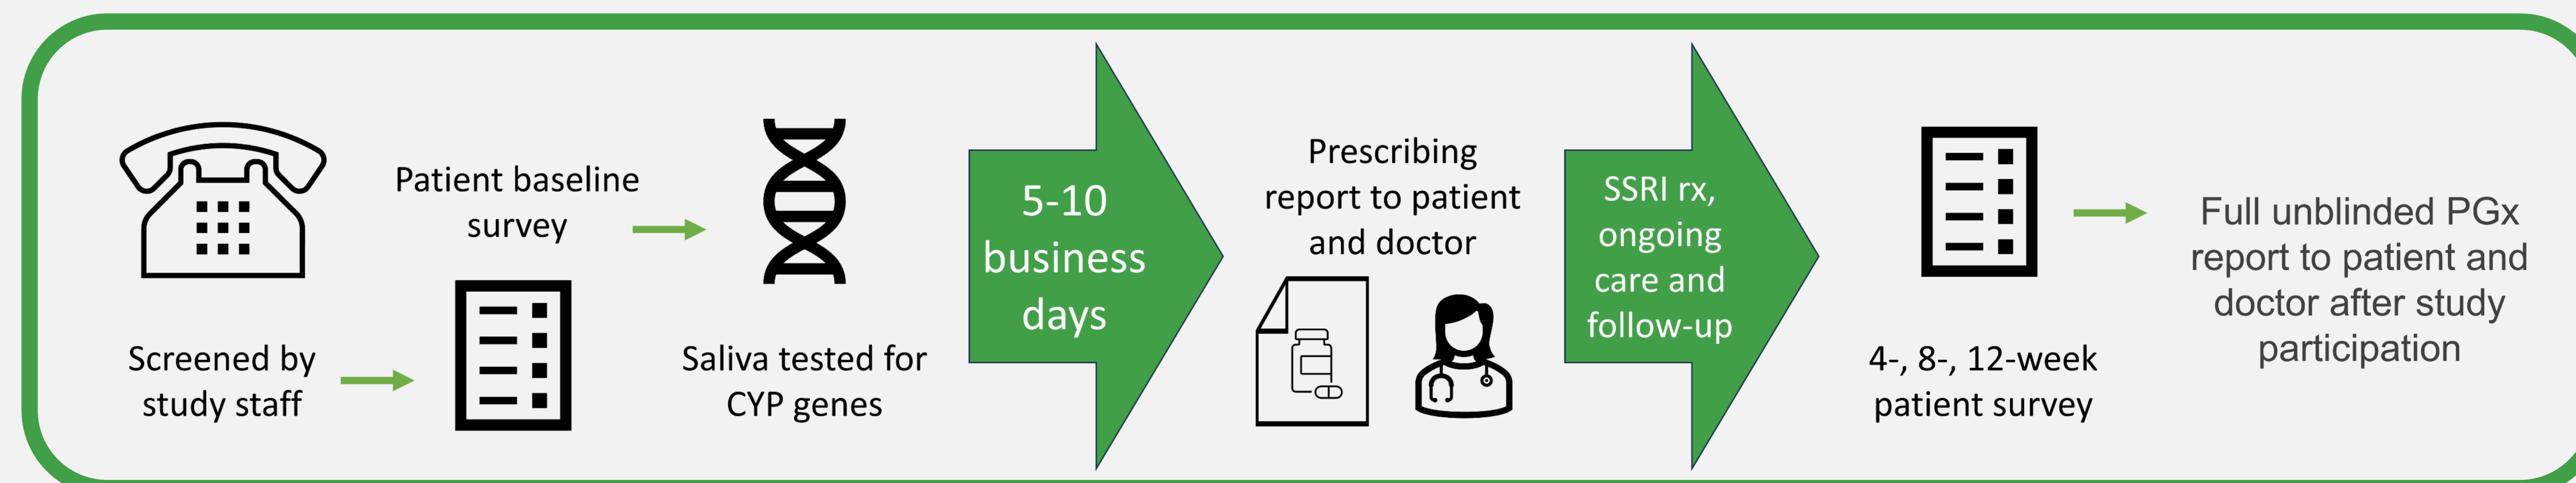 Screened by
study staff
Patient baseline
survey
Saliva tested for
CYP genes
5-10
business
days
Prescribing
report to patient
and doctor
SSRI rx,
ongoing
care and
follow-up
4-, 8-, 12-week
patient survey
Full unblinded PGx
report to patient and
doctor after study
participation